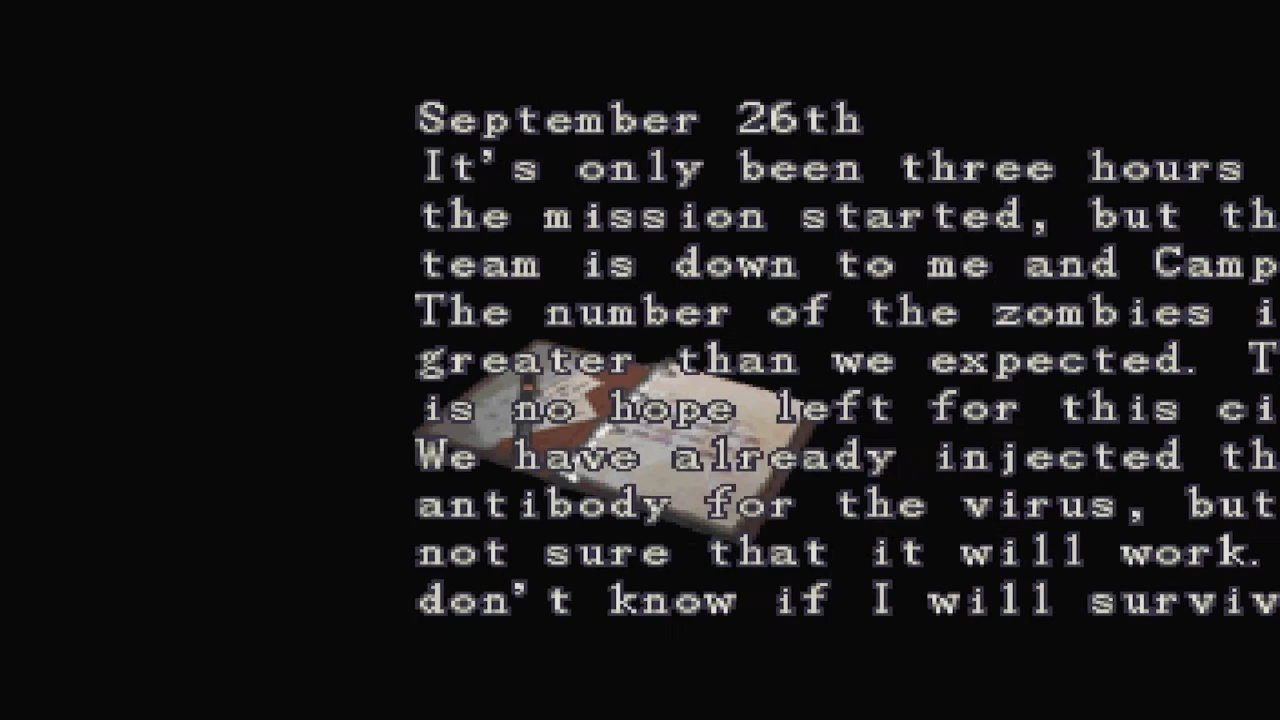 September 26th
It's only been three hours
the mission started, but th
team is down to me and Camp
The number of the zombies i
greater than we expected. T
is no hope left for this ci
We have already injected th
antibody for the virus, but
not sure that it will work.
don't know if I will surviv